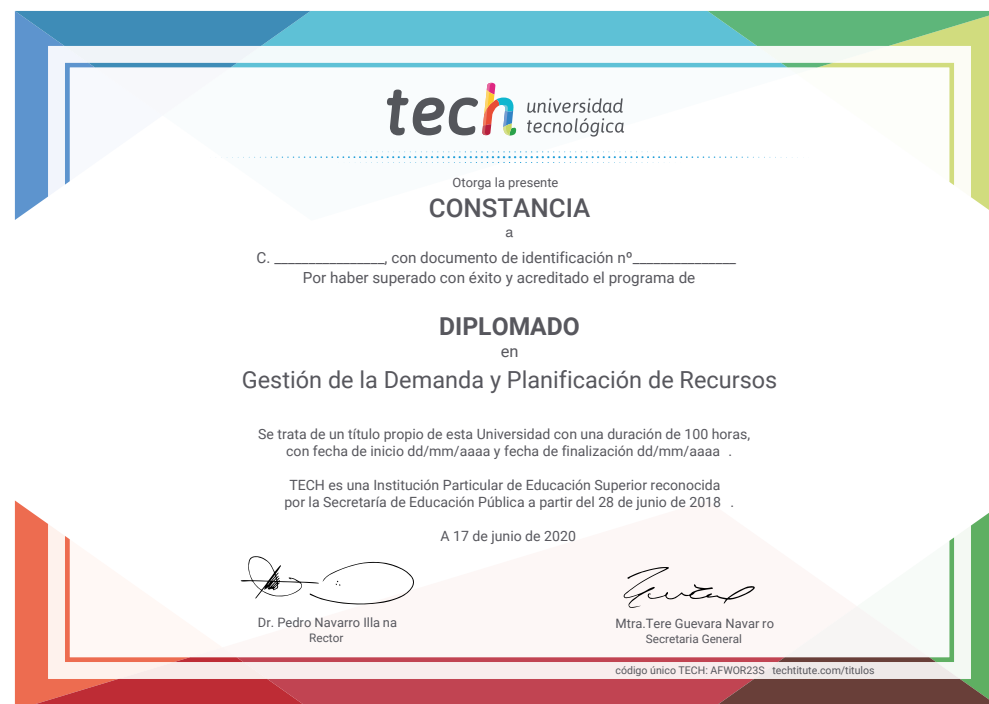 tech universidad
tecnológica
Otorga la presente
CONSTANCIA
a
C. ________________, con documento de identificación nº_______________
Por haber superado con éxito y acreditado el programa de
DIPLOMADO
en
Gestión de la Demanda y Planificación de Recursos
Se trata de un título propio de esta Universidad con una duración de 100 horas,
con fecha de inicio dd/mm/aaaa y fecha de finalización dd/mm/aaaa .
TECH es una Institución Particular de Educación Superior reconocida
por la Secretaría de Educación Pública a partir del 28 de junio de 2018 .
A 17 de junio de 2020
Dr. Pedro Navarro Illa na
Rector
Mtra.Tere Guevara Navar ro
Secretaria General
código único TECH: AFWOR23S techtitute.com/titulos